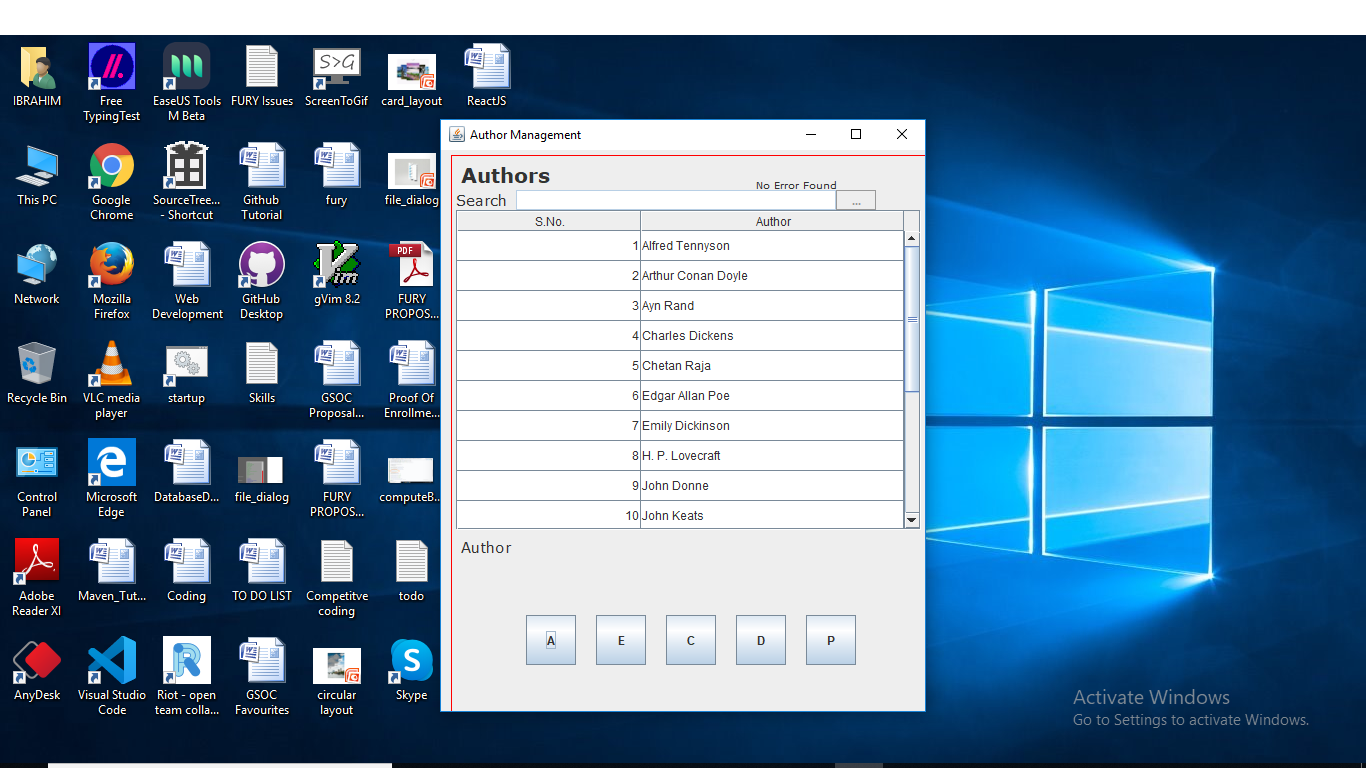 IBRAHIM
Free
TypingTest
EaseUS Tools
M Beta
FURY Issues
ScreenToGif
S>G
card_layout
ReactJS
This PC
Google
Chrome
SourceTree...
- Shortcut
Github
Tutorial
fury
file_dialog
Network
Mozilla
Firefox
Web
Development
GitHub
Desktop
gVim 8.2
PDF
FURY
PROPOS...
Recycle Bin
VLC media
player
startup
Skills
GSOC
Proposal...
Proof Of
Enrollme...
Control
Panel
Microsoft
Edge
DatabaseD...
file_dialog
FURY
PROPOS...
computeB...
Adobe
Reader XI
Maven_Tut...
Coding
TO DO LIST
Competitve
coding
todo
AnyDesk
Visual Studio
Code
Riot - open
team colla...
GSOC
Favourites
circular
layout
Skype
Author Management
Authors
No Error Found
Search
...
S.No. Author
1 Alfred Tennyson
2 Arthur Conan Doyle
3 Ayn Rand
4 Charles Dickens
5 Chetan Raja
6 Edgar Allan Poe
7 Emily Dickinson
8 H. P. Lovecraft
9 John Donne
10 John Keats
Author
A E C D P
Activate Windows
Go to Settings to activate Windows.